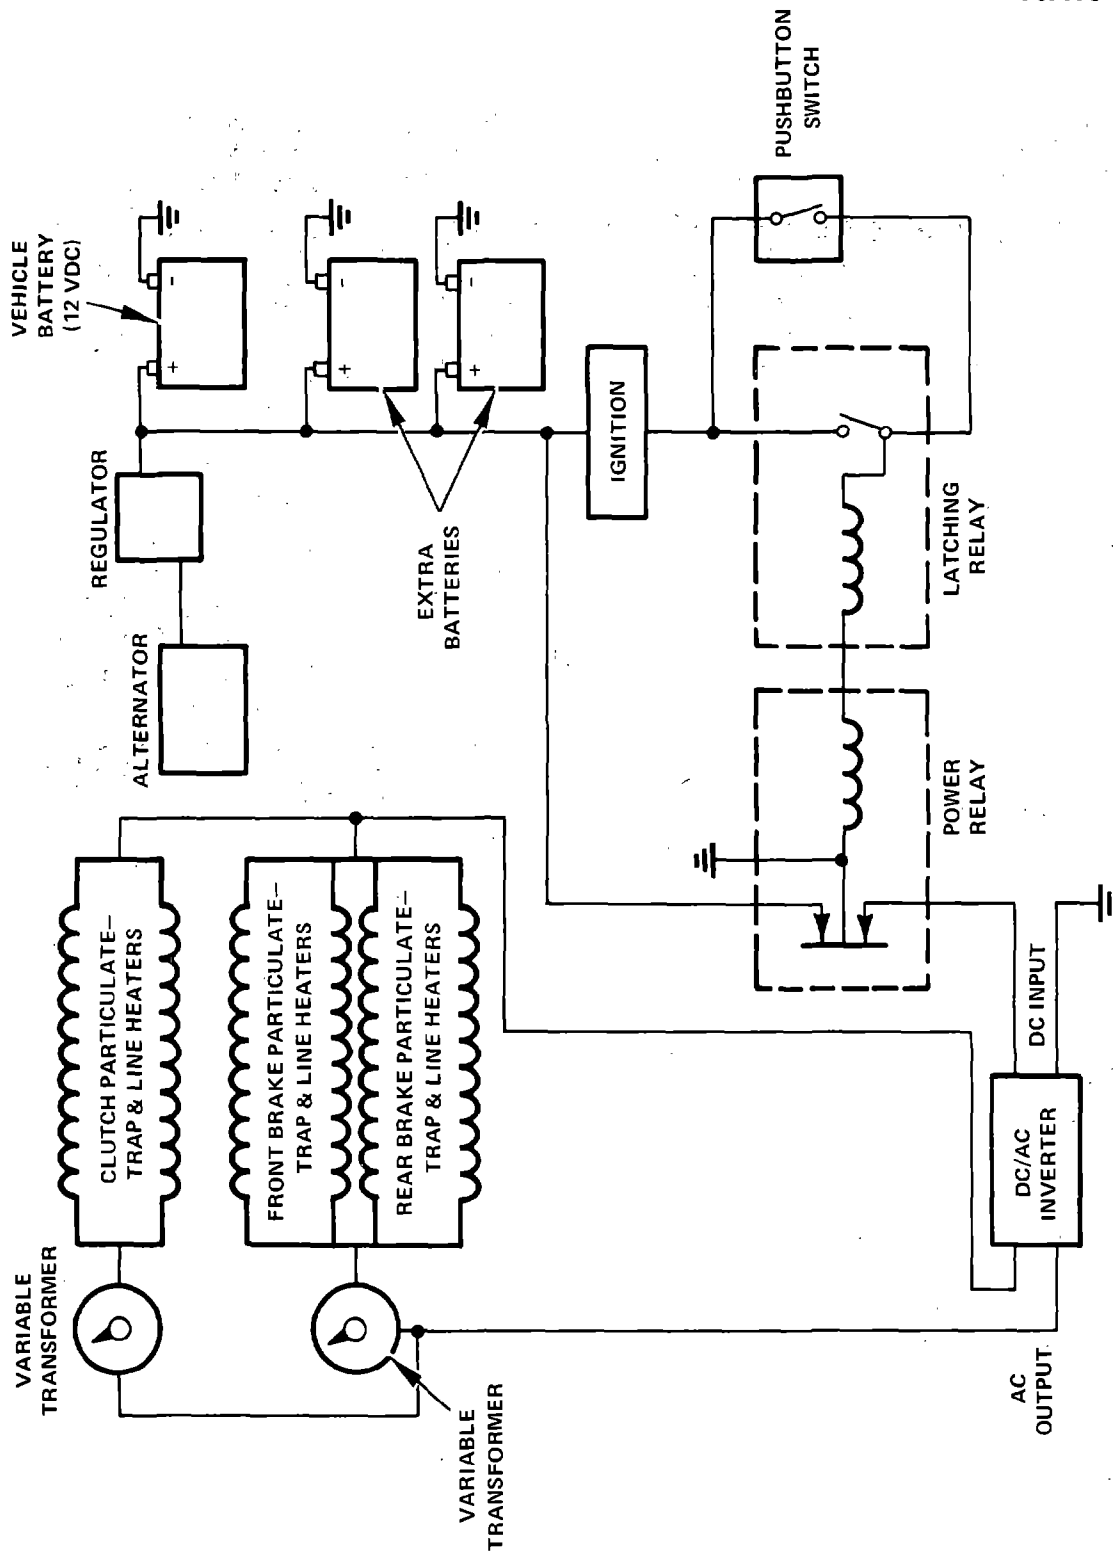 VEHICLE
BATTERY
(12 VDC)
+
-
+
-
+
-
REGULATOR
ALTERNATOR
EXTRA
BATTERIES
IGNITION
PUSHBUTTON
SWITCH
LATCHING
RELAY
POWER
RELAY
DC INPUT
DC/AC
INVERTER
AC
OUTPUT
VARIABLE
TRANSFORMER
VARIABLE
TRANSFORMER
CLUTCH PARTICULATE—
TRAP & LINE HEATERS
FRONT BRAKE PARTICULATE—
TRAP & LINE HEATERS
REAR BRAKE PARTICULATE—
TRAP & LINE HEATERS